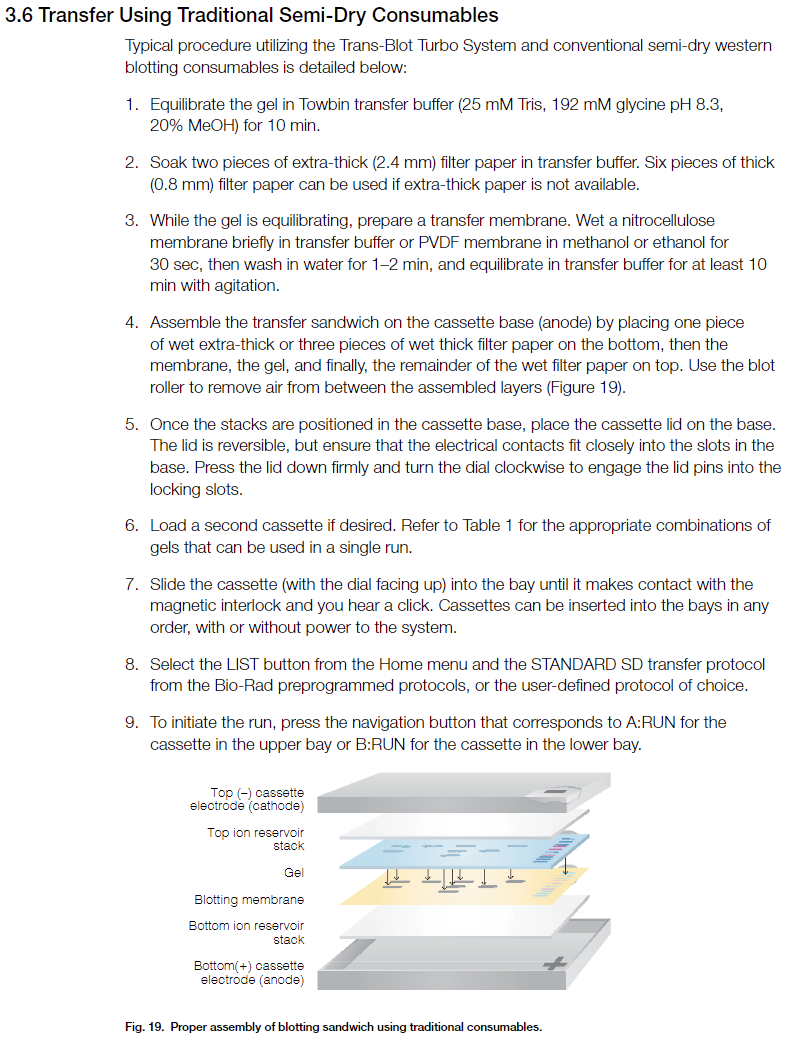 3.6 Transfer Using Traditional Semi-Dry Consumables
Typical procedure utilizing the Trans-Blot Turbo System and conventional semi-dry western
blotting consumables is detailed below:
1. Equilibrate the gel in Towbin transfer buffer (25 mM Tris, 192 mM glycine pH 8.3,
20% MeOH) for 10 min.
2. Soak two pieces of extra-thick (2.4 mm) filter paper in transfer buffer. Six pieces of thick
(0.8 mm) filter paper can be used if extra-thick paper is not available.
3. While the gel is equilibrating, prepare a transfer membrane. Wet a nitrocellulose
membrane briefly in transfer buffer or PVDF membrane in methanol or ethanol for
30 sec, then wash in water for 1–2 min, and equilibrate in transfer buffer for at least 10
min with agitation.
4. Assemble the transfer sandwich on the cassette base (anode) by placing one piece
of wet extra-thick or three pieces of wet thick filter paper on the bottom, then the
membrane, the gel, and finally, the remainder of the wet filter paper on top. Use the blot
roller to remove air from between the assembled layers (Figure 19).
5. Once the stacks are positioned in the cassette base, place the cassette lid on the base.
The lid is reversible, but ensure that the electrical contacts fit closely into the slots in the
base. Press the lid down firmly and turn the dial clockwise to engage the lid pins into the
locking slots.
6. Load a second cassette if desired. Refer to Table 1 for the appropriate combinations of
gels that can be used in a single run.
7. Slide the cassette (with the dial facing up) into the bay until it makes contact with the
magnetic interlock and you hear a click. Cassettes can be inserted into the bays in any
order, with or without power to the system.
8. Select the LIST button from the Home menu and the STANDARD SD transfer protocol
from the Bio-Rad preprogrammed protocols, or the user-defined protocol of choice.
9. To initiate the run, press the navigation button that corresponds to A:RUN for the
cassette in the upper bay or B:RUN for the cassette in the lower bay.
Top (–) cassette
electrode (cathode)
Top ion reservoir
stack
Gel
Blotting membrane
Bottom ion reservoir
stack
Bottom(+) cassette
electrode (anode)
Fig. 19. Proper assembly of blotting sandwich using traditional consumables.